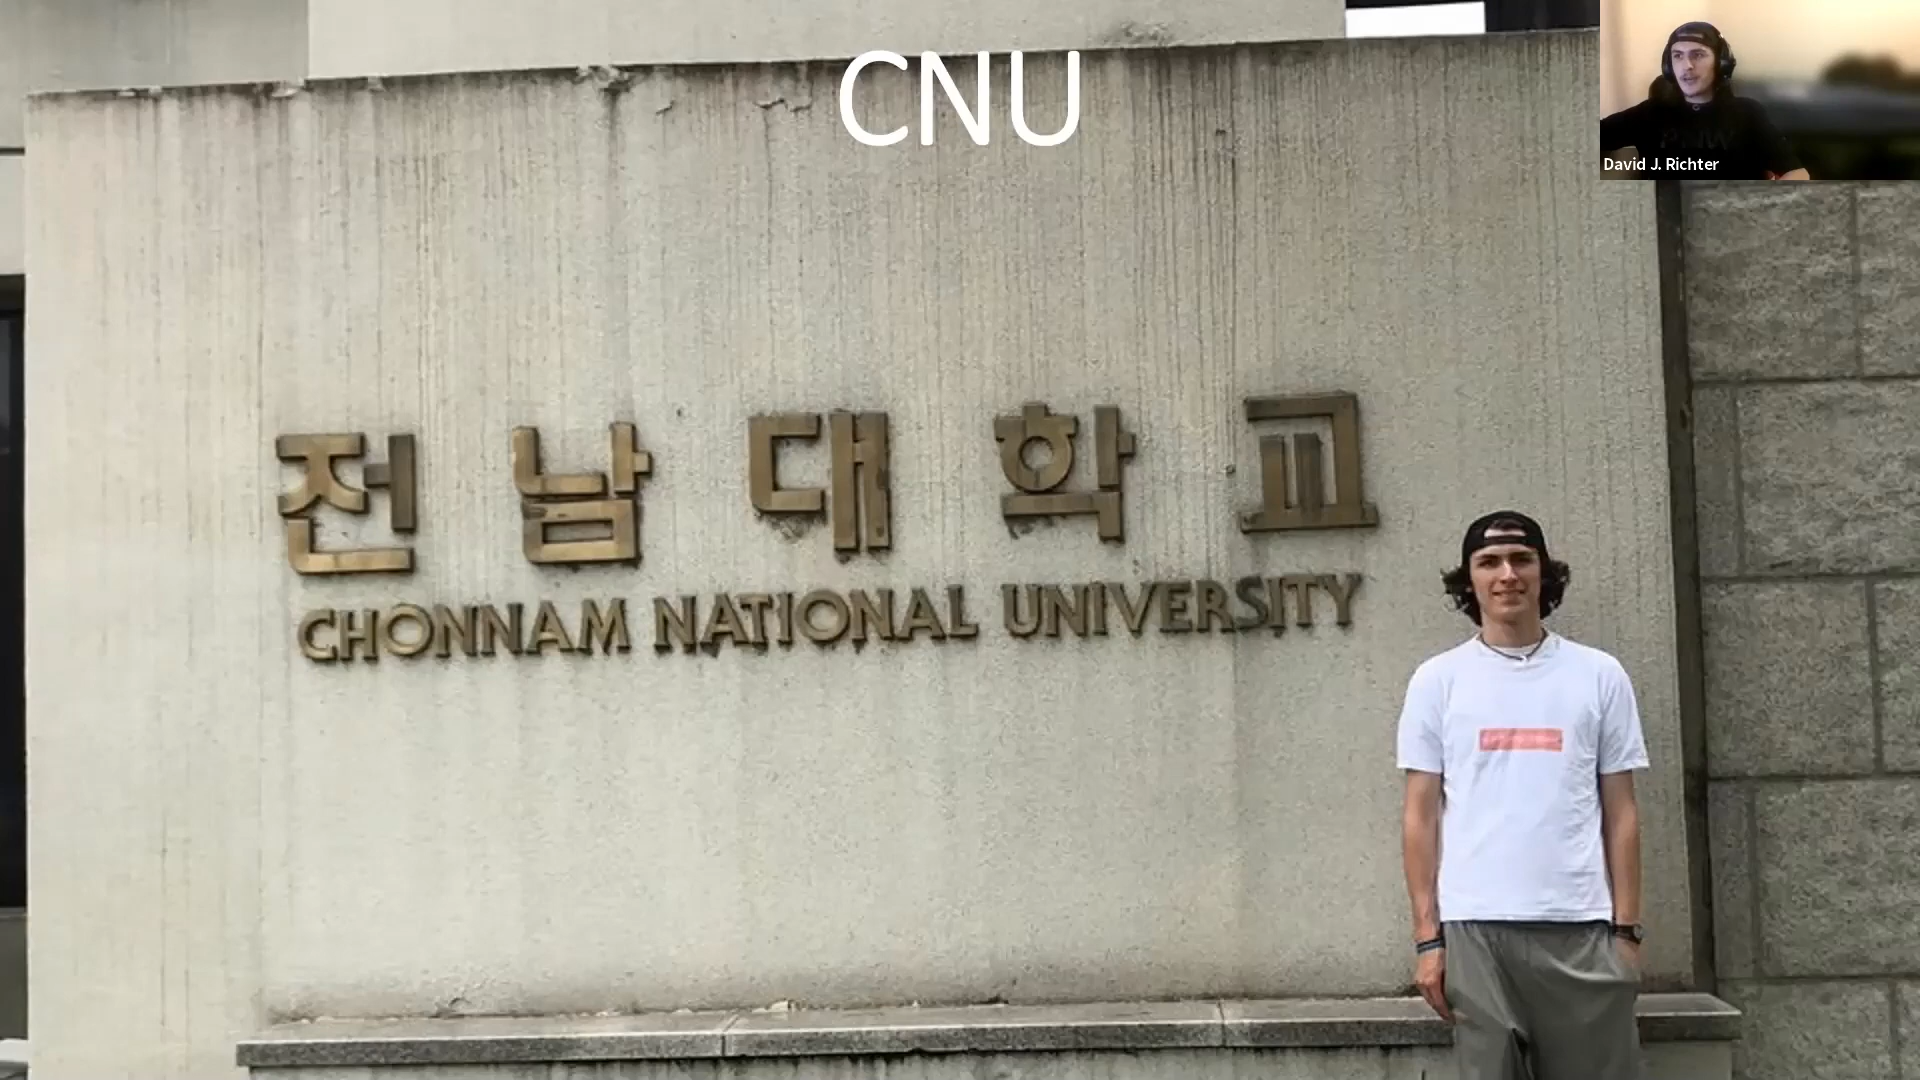 CNU
David J. Richter
전남대학교
CHONNAM NATIONAL UNIVERSITY